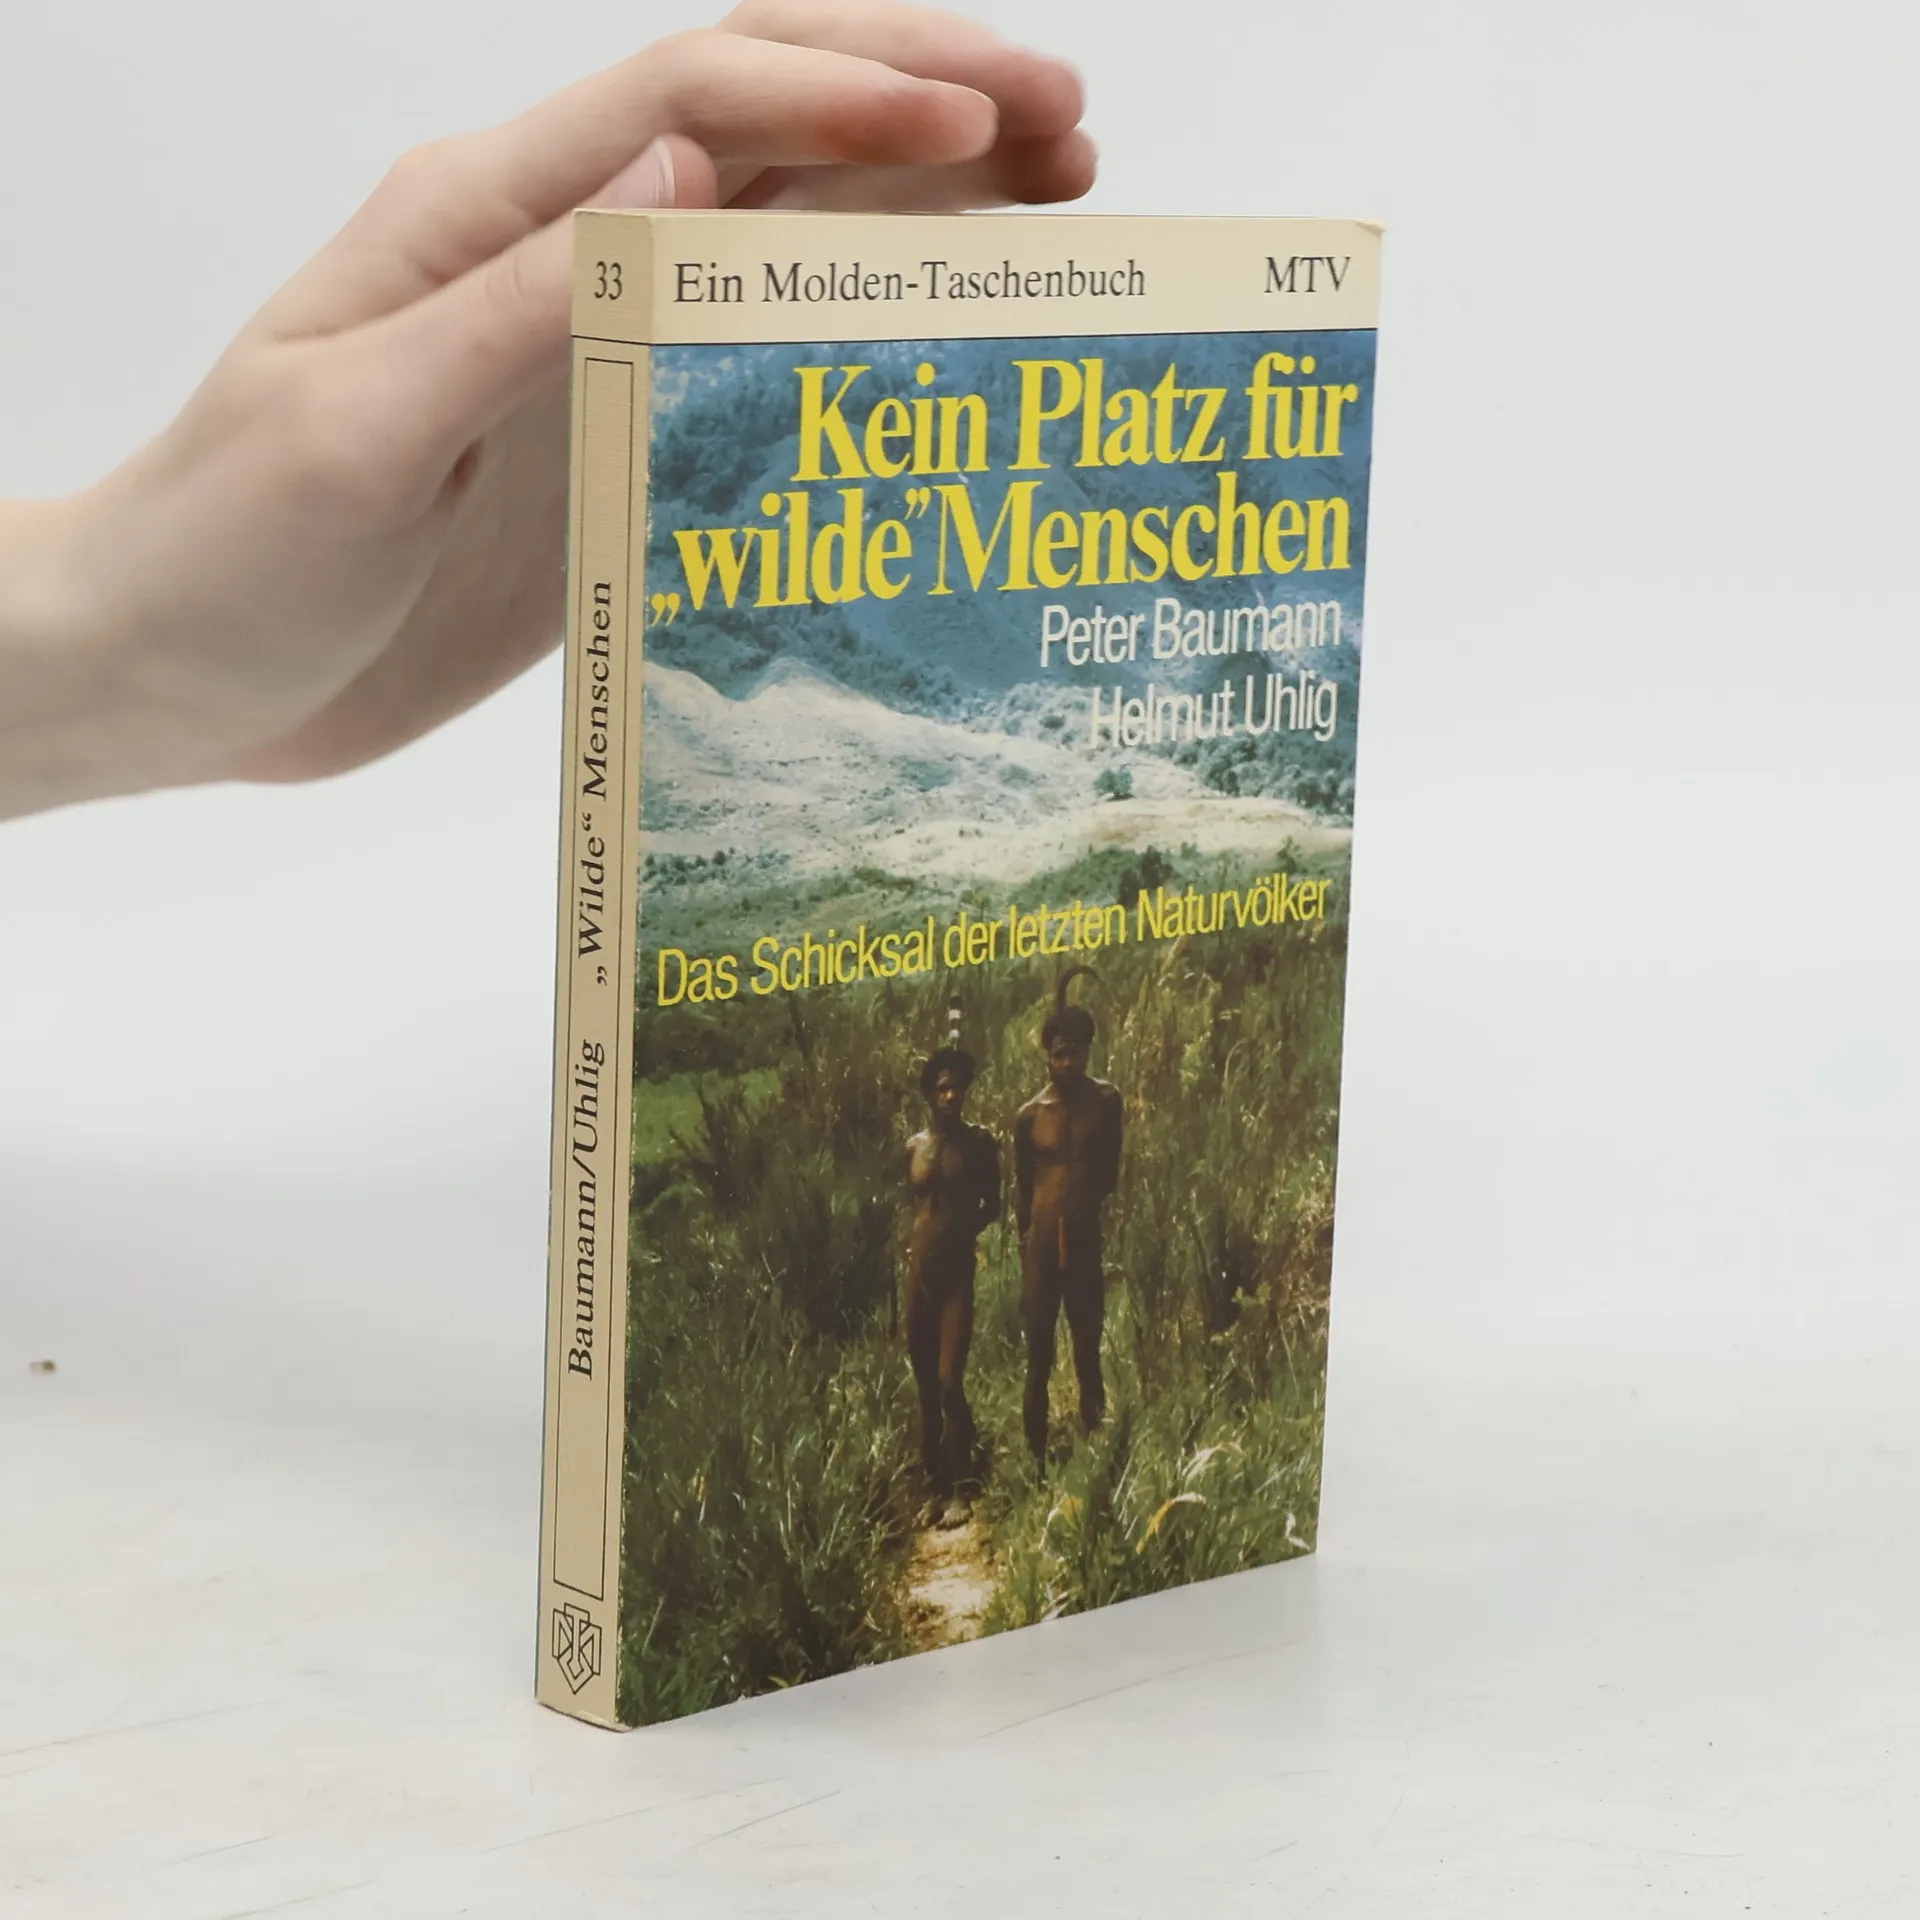 33
Ein Molden-Taschenbuch MTV
Kein Platz für
„wilde” Menschen
Peter Baumann
Helmut Uhlig
Das Schicksal der letzten Naturvölker
Baumann/Uhlig „Wilde“ Menschen